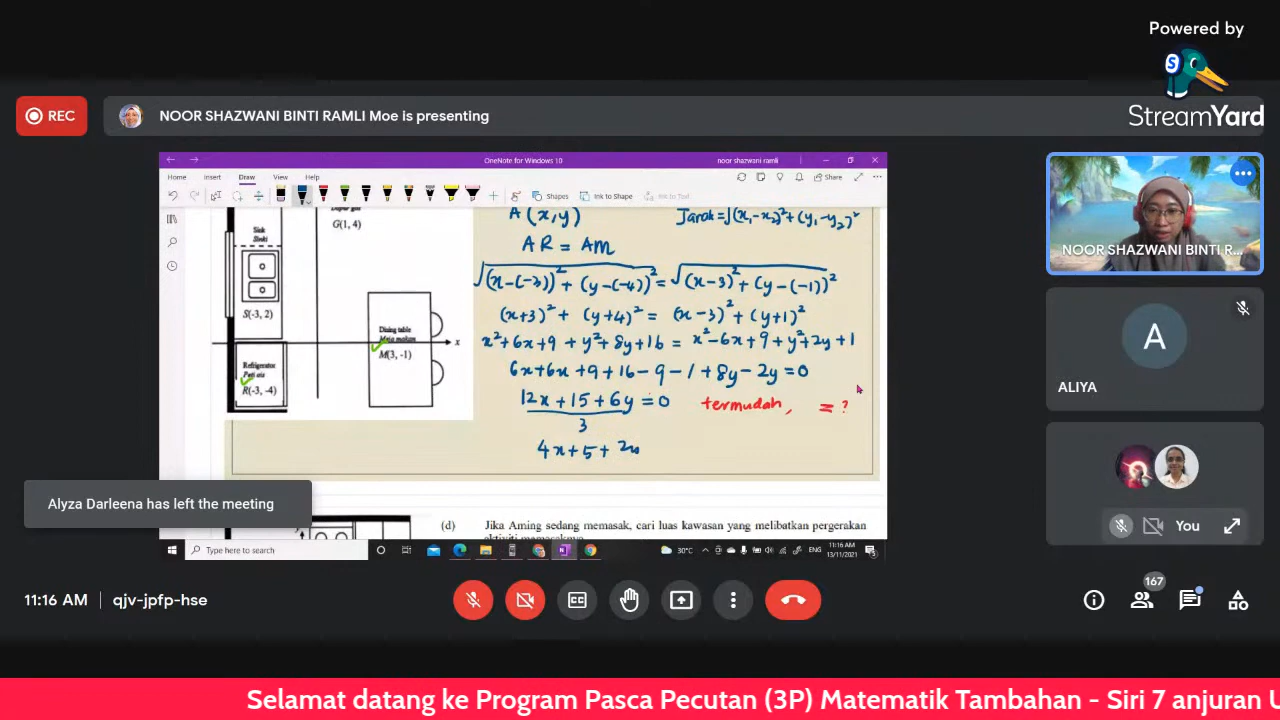 Powered by
StreamYard
REC
NOOR SHAZWANI BINTI RAMLI Moe is presenting
OneNote for Windows 10
noor shazwani ramli
Home Insert Draw View Help
Shapes Ink to Shape Ink to Text Share
A(x,y)
Jarak = √(x₁-x₂)²+(y₁-y₂)²
G(1, 4)
Sink
Sinki
S(-3, 2)
AR = AM
√(x-(-3))²+(y-(-4))² = √(x-3)²+(y-(-1))²
(x+3)²+(y+4)² = (x-3)²+(y+1)²
x²+6x+9+y²+8y+16 = x²-6x+9+y²+2y+1
6x+6x+9+16-9-1+8y-2y=0
12x+15+6y=0 termudah, = ?
3
4x+5+2y
Dining table
Meja makan
M(3, -1)
x
Refrigerator
Peti ais
R(-3, -4)
(d) Jika Aming sedang memasak, cari luas kawasan yang melibatkan pergerakan
Type here to search
30°C
ENG
11:16 AM
13/11/2021
NOOR SHAZWANI BINTI R...
A
ALIYA
You
Alyza Darleena has left the meeting
11:16 AM | qjv-jpfp-hse
167
Selamat datang ke Program Pasca Pecutan (3P) Matematik Tambahan - Siri 7 anjuran U